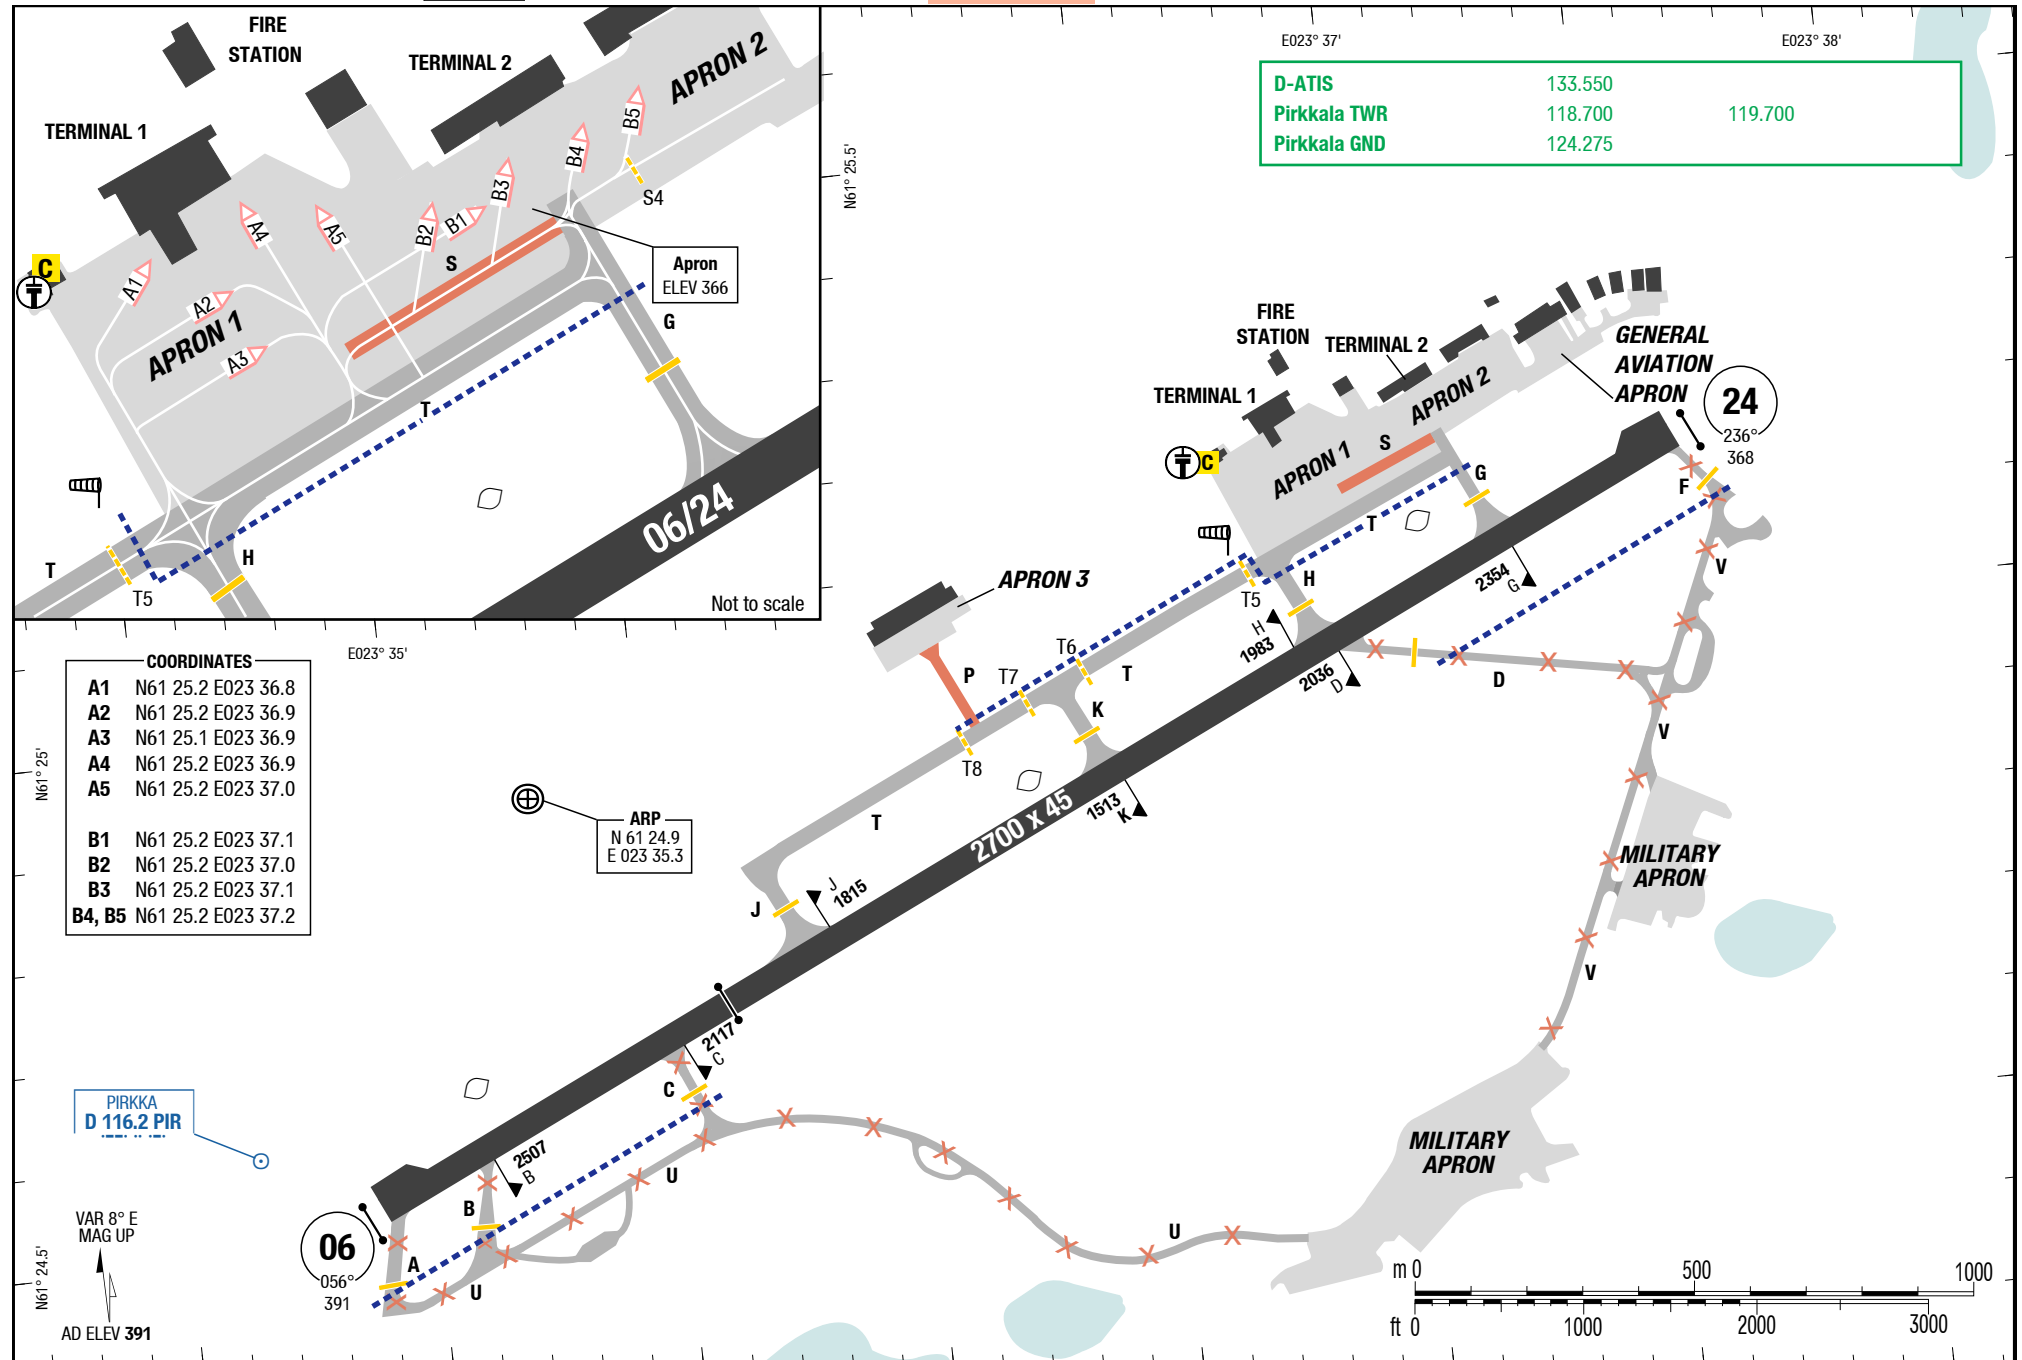 FIRE
STATION
TERMINAL 2
APRON 2
TERMINAL 1
B5
B4
B3
S4
A4
A5
B2
B1
C
S
Apron
ELEV 366
A1
A2
APRON 1
A3
G
T
06/24
T
H
T5
Not to scale
E023° 37'
E023° 38'
D-ATIS 133.550
Pirkkala TWR 118.700 119.700
Pirkkala GND 124.275
N61° 25.5'
FIRE
STATION
TERMINAL 2
GENERAL
AVIATION
APRON
TERMINAL 1
APRON 2
24
236°
368
S
C
APRON 1
G
F
T
V
APRON 3
H
T5
2354
G
H
1983
2036
D
T6
T7
T
P
D
K
V
T8
E023° 35'
COORDINATES
A1 N61 25.2 E023 36.8
A2 N61 25.2 E023 36.9
A3 N61 25.1 E023 36.9
A4 N61 25.2 E023 36.9
A5 N61 25.2 E023 37.0
B1 N61 25.2 E023 37.1
B2 N61 25.2 E023 37.0
B3 N61 25.2 E023 37.1
B4, B5 N61 25.2 E023 37.2
N61° 25'
ARP
N 61 24.9
E 023 35.3
T
2700 x 45
1513
K
MILITARY
APRON
J
J
1815
V
2117
C
C
PIRKKA
D 116.2 PIR
2507
B
U
B
MILITARY
APRON
U
VAR 8° E
MAG UP
06
056°
391
A
U
N61° 24.5'
AD ELEV 391
m 0 500 1000
ft 0 1000 2000 3000